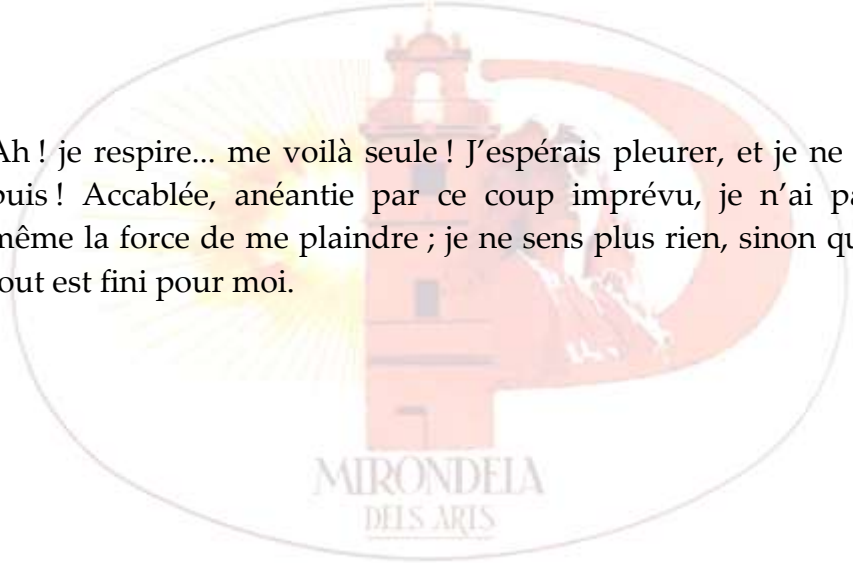 Ah ! je respire... me voilà seule ! J’espérais pleurer, et je ne
puis ! Accablée, anéantie par ce coup imprévu, je n’ai pa
même la force de me plaindre ; je ne sens plus rien, sinon qu
tout est fini pour moi.
MIRONDELA
DELS ARTS